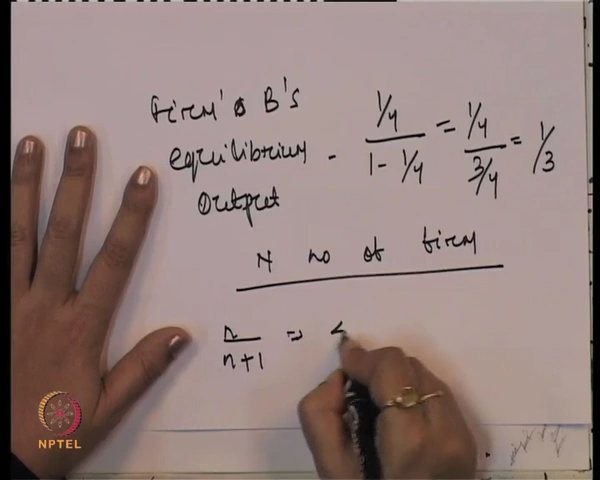 Firm's B's
equilibrium - 1/4 / 1 - 1/4 = 1/4 / 3/4 = 1/3
Output
N no of firm
n / n+1 =
NPTEL